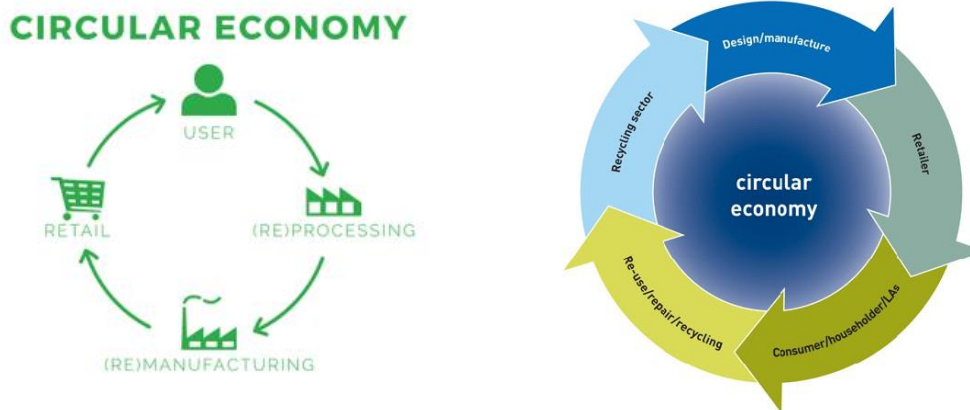 CIRCULAR ECONOMY
USER
RETAIL
(RE)PROCESSING
(RE)MANUFACTURING
Design/manufacture
Retailer
Consumer/householder/LAs
Re-use/repair/recycling
Recycling sector
circular
economy